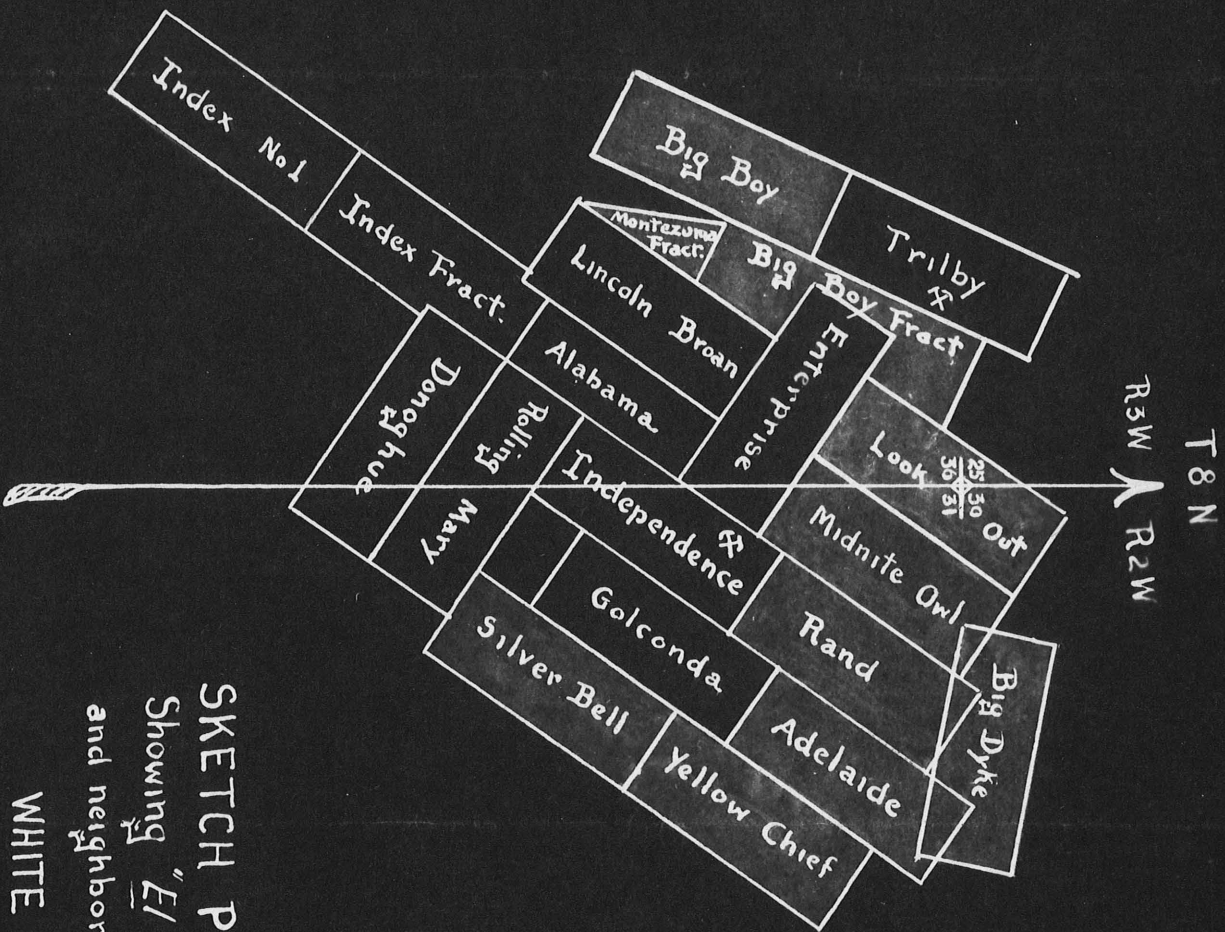 T8N
R3W R2W
Index No1
Index Fract.
Big Boy
Trilby
Montezuma
Fract.
Big Boy Fract
Lincoln Broan
Enterprise
Alabama
Look Out
25 30
36 31
Donaghue
Rolling Mary
Independence
Midnite Owl
Golconda
Rand
Big Dyke
Silver Bell
Adelaide
Yellow Chief
SKETCH P
Showing "El
and neighbor
WHITE